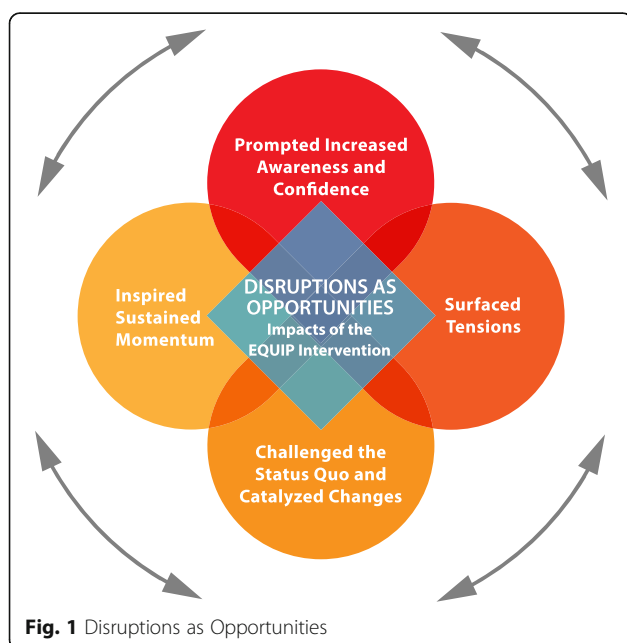 Prompted Increased
Awareness and
Confidence
Inspired
Sustained
Momentum
DISRUPTIONS AS
OPPORTUNITIES
Impacts of the
EQUIP Intervention
Surfaced
Tensions
Challenged the
Status Quo and
Catalyzed Changes
Fig. 1 Disruptions as Opportunities